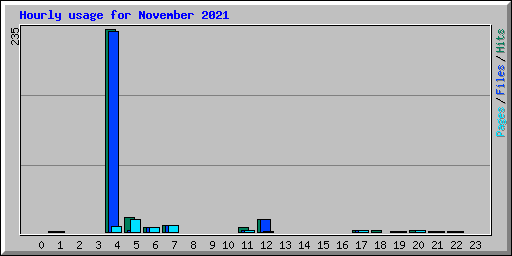 Hourly usage for November 2021
235
Pages/Files/Hits
0 1 2 3 4 5 6 7 8 9 10 11 12 13 14 15 16 17 18 19 20 21 22 23